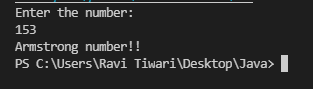 Enter the number:
153
Armstrong number!!
PS C:\Users\Ravi Tiwari\Desktop\Java>